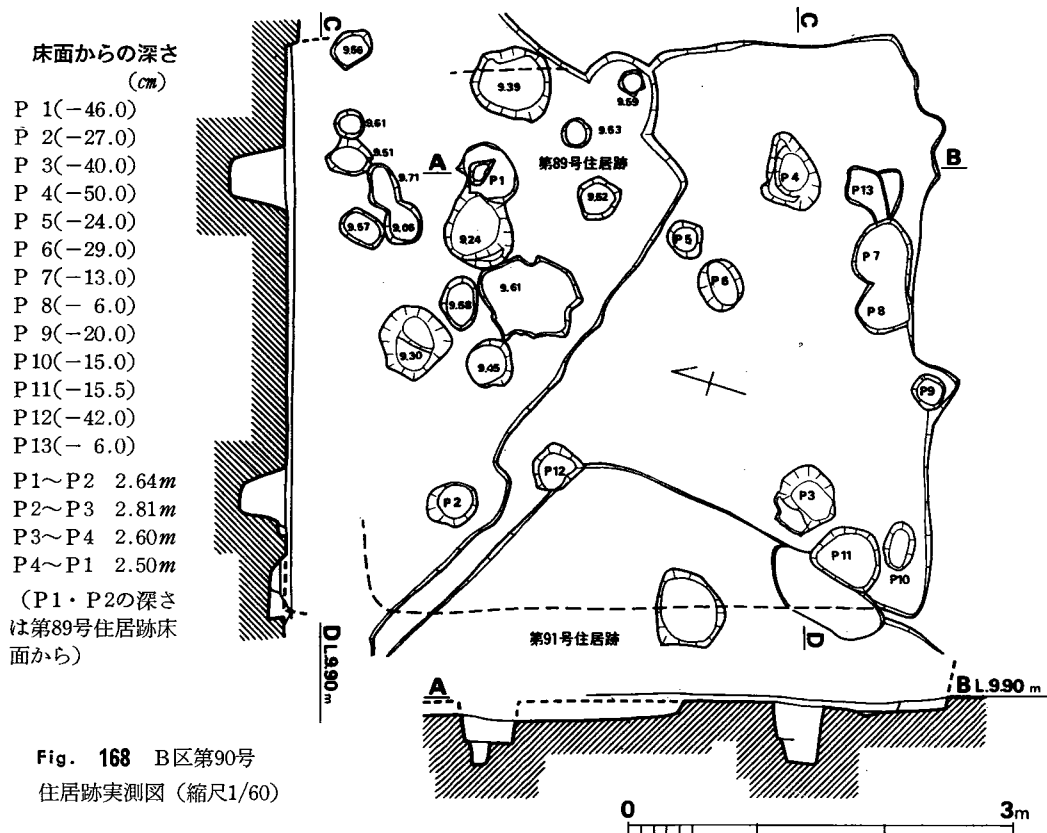 床面からの深さ
(cm)
P 1(−46.0)
P 2(−27.0)
P 3(−40.0)
P 4(−50.0)
P 5(−24.0)
P 6(−29.0)
P 7(−13.0)
P 8(− 6.0)
P 9(−20.0)
P10(−15.0)
P11(−15.5)
P12(−42.0)
P13(− 6.0)
P1〜P2 2.64m
P2〜P3 2.81m
P3〜P4 2.60m
P4〜P1 2.50m
(P1・P2の深さ
は第89号住居跡床
面から)
C
C
9.56
9.39
9.59
9.61
9.63
9.51
A
第89号住居跡
B
9.71
P1
P4
P13
9.52
9.57
9.06
9.24
P5
P7
P6
9.61
9.58
P8
9.30
9.45
P9
P12
P2
P3
P11
P10
第91号住居跡
D
L.9.90m
D
A
B L.9.90m
Fig. 168 B区第90号
住居跡実測図(縮尺1/60)
0 3m